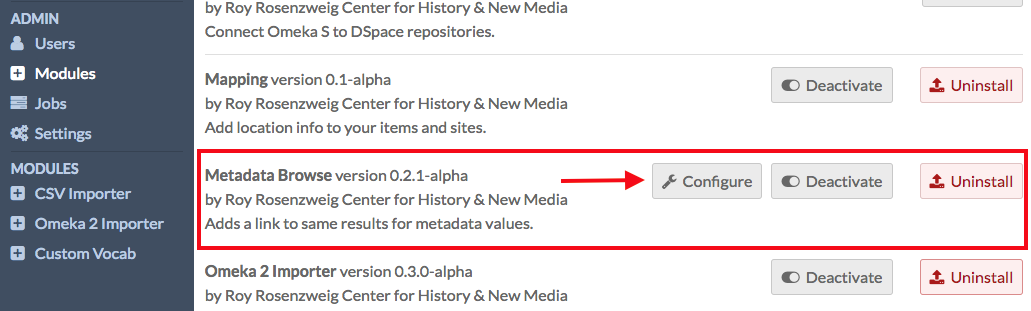 ADMIN
Users
Modules
Jobs
Settings
MODULES
CSV Importer
Omeka 2 Importer
Custom Vocab
by Roy Rosenzweig Center for History & New Media
Connect Omeka S to DSpace repositories.
Mapping version 0.1-alpha
by Roy Rosenzweig Center for History & New Media
Add location info to your items and sites.
Deactivate
Uninstall
Metadata Browse version 0.2.1-alpha
by Roy Rosenzweig Center for History & New Media
Adds a link to same results for metadata values.
Configure
Deactivate
Uninstall
Omeka 2 Importer version 0.3.0-alpha
by Roy Rosenzweig Center for History & New Media
Deactivate
Uninstall